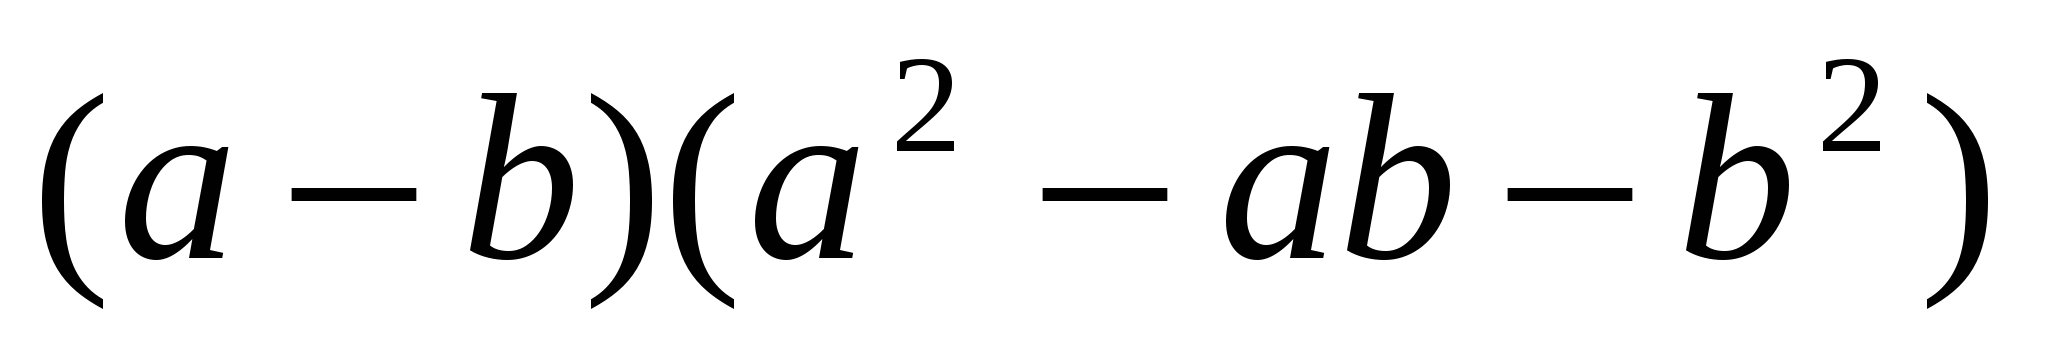 (a − b)(a² − ab − b²)